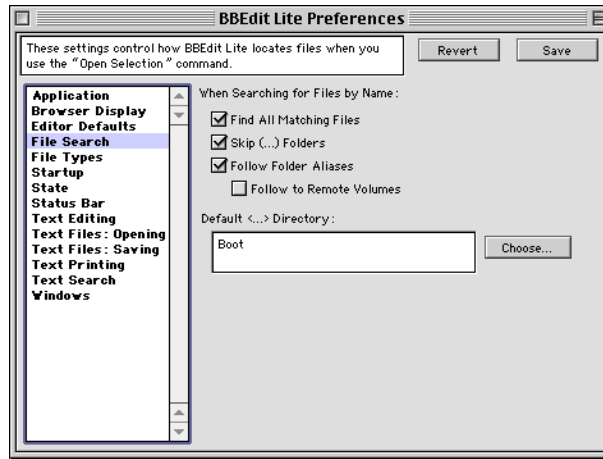 BBEdit Lite Preferences
These settings control how BBEdit Lite locates files when you
use the “Open Selection” command.
Revert
Save
Application
Browser Display
Editor Defaults
File Search
File Types
Startup
State
Status Bar
Text Editing
Text Files: Opening
Text Files: Saving
Text Printing
Text Search
Windows
When Searching for Files by Name:
Find All Matching Files
Skip (...) Folders
Follow Folder Aliases
Follow to Remote Volumes
Default <...> Directory:
Boot
Choose...